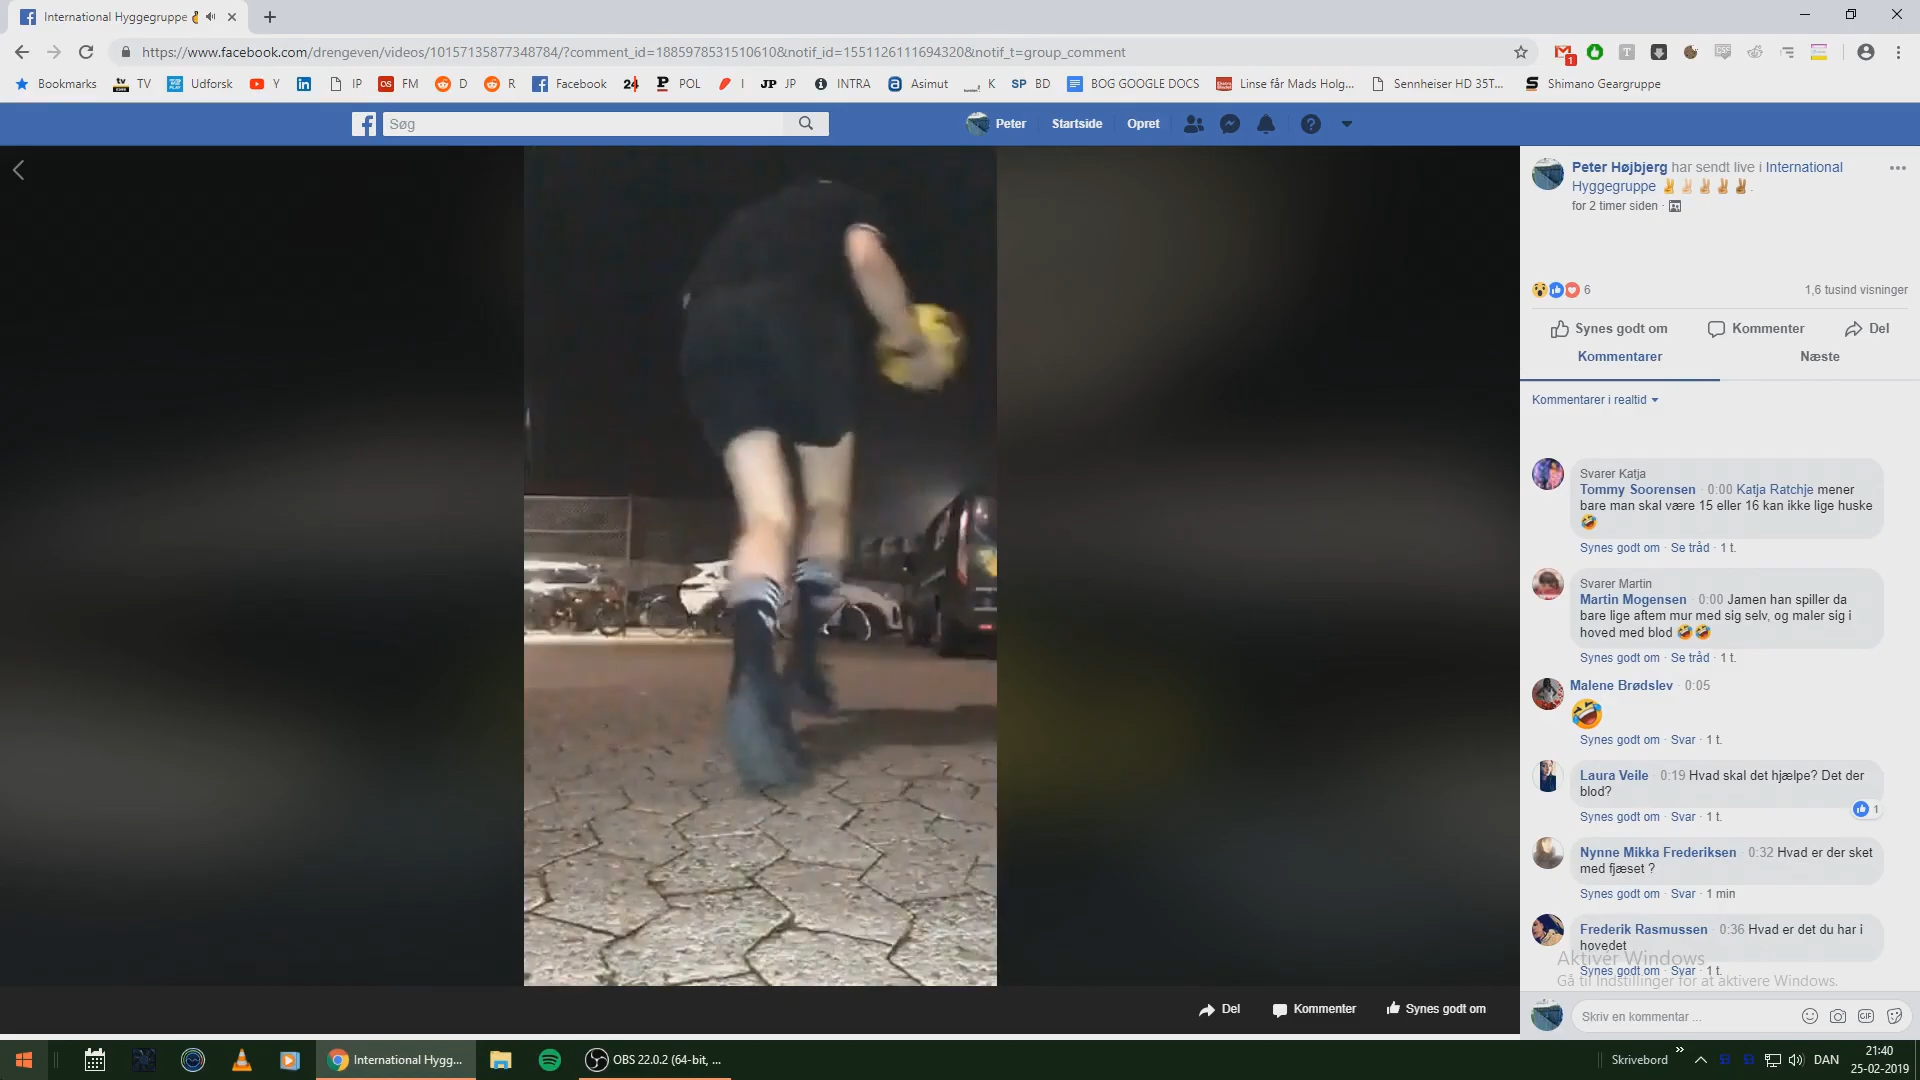 International Hyggegruppe
https://www.facebook.com/drengeven/videos/10157135877348784/?comment_id=1885978531510610&notif_id=1551126111694320&notif_t=group_comment
1
Bookmarks TV Udforsk Y IP FM D R Facebook 24 POL I JP JP INTRA Asimut K SP BD BOG GOOGLE DOCS Linse får Mads Holg... Sennheiser HD 35T... Shimano Geargruppe
Søg
Peter Startside Opret
Peter Højbjerg har sendt live i International
Hyggegruppe ✌️✌🏻✌🏼✌🏽✌🏾.
for 2 timer siden ·
6 1,6 tusind visninger
Synes godt om Kommenter Del
Kommentarer Næste
Kommentarer i realtid
Svarer Katja
Tommy Soorensen · 0:00 Katja Ratchje mener
bare man skal være 15 eller 16 kan ikke lige huske
🤣
Synes godt om · Se tråd · 1 t.
Svarer Martin
Martin Mogensen · 0:00 Jamen han spiller da
bare lige aftem mur med sig selv, og maler sig i
hoved med blod 🤣🤣
Synes godt om · Se tråd · 1 t.
Malene Brødslev · 0:05
🤣
Synes godt om · Svar · 1 t.
Laura Veile · 0:19 Hvad skal det hjælpe? Det der
blod?
1
Synes godt om · Svar · 1 t.
Nynne Mikka Frederiksen · 0:32 Hvad er der sket
med fjæset ?
Synes godt om · Svar · 1 min
Frederik Rasmussen · 0:36 Hvad er det du har i
hovedet
Aktivér Windows
Synes godt om · Svar · 1 t.
Gå til Indstillinger for at aktivere Windows.
Del Kommenter Synes godt om
Skriv en kommentar ...
GIF
International Hygg... OBS 22.0.2 (64-bit, ... Skrivebord » DAN 21:40
25-02-2019